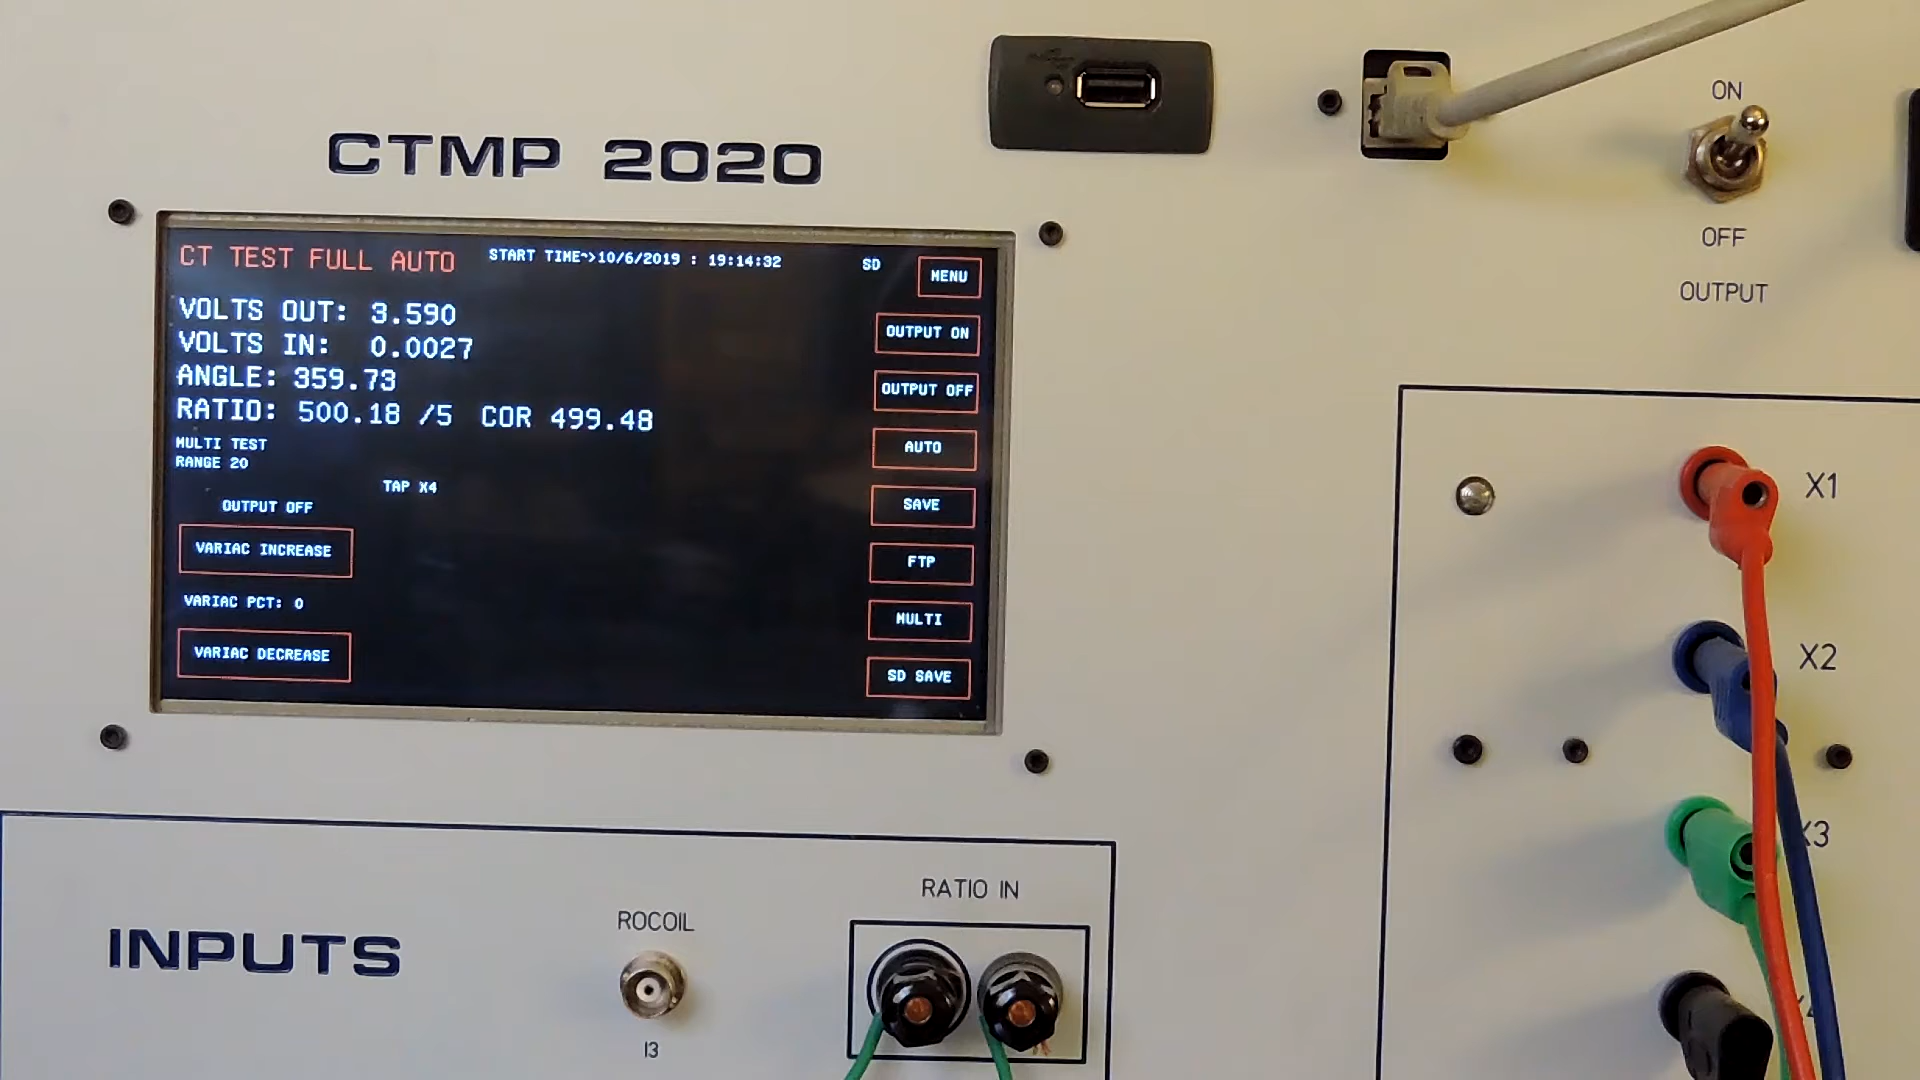 CTMP 2020
ON
OFF
OUTPUT
CT TEST FULL AUTO
START TIME~>10/6/2019 : 19:14:32
SD
MENU
VOLTS OUT: 3.590
VOLTS IN: 0.0027
ANGLE: 359.73
RATIO: 500.18 /5 COR 499.48
MULTI TEST
RANGE 20
TAP X4
OUTPUT OFF
VARIAC INCREASE
VARIAC PCT: 0
VARIAC DECREASE
OUTPUT ON
OUTPUT OFF
AUTO
SAVE
FTP
MULTI
SD SAVE
X1
X2
X3
INPUTS
ROCOIL
I3
RATIO IN